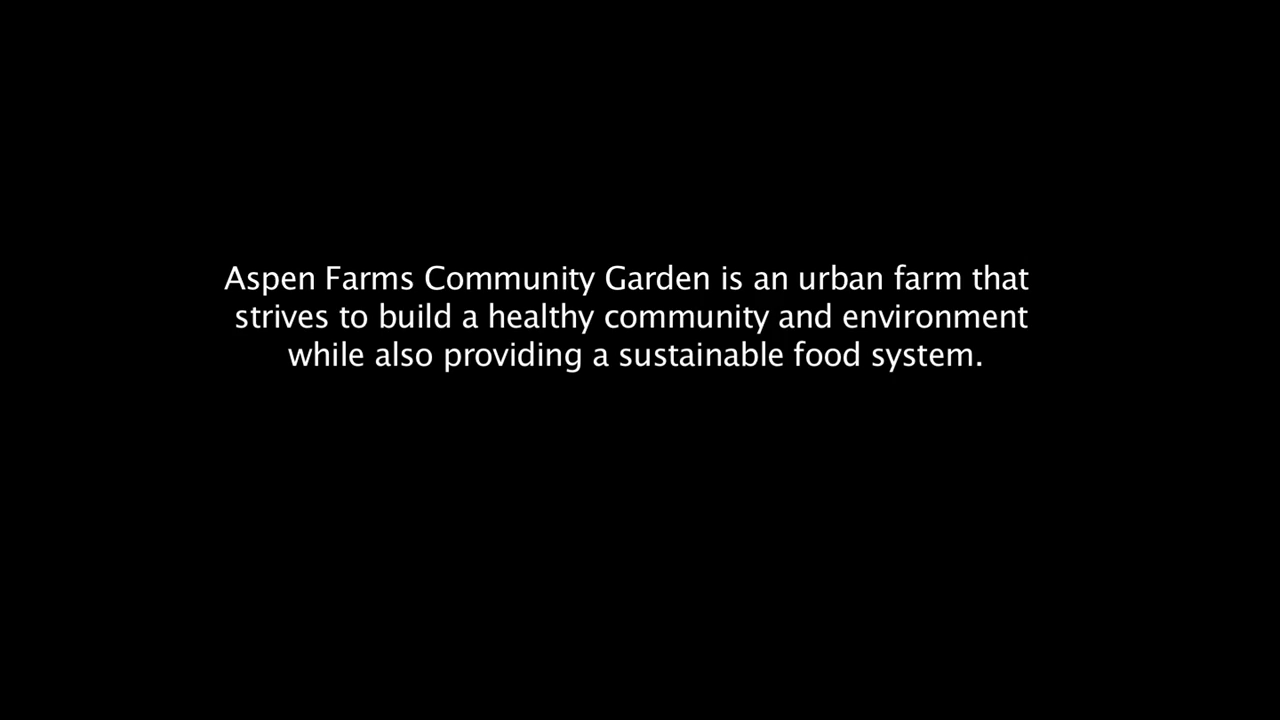 Aspen Farms Community Garden is an urban farm that
strives to build a healthy community and environment
while also providing a sustainable food system.